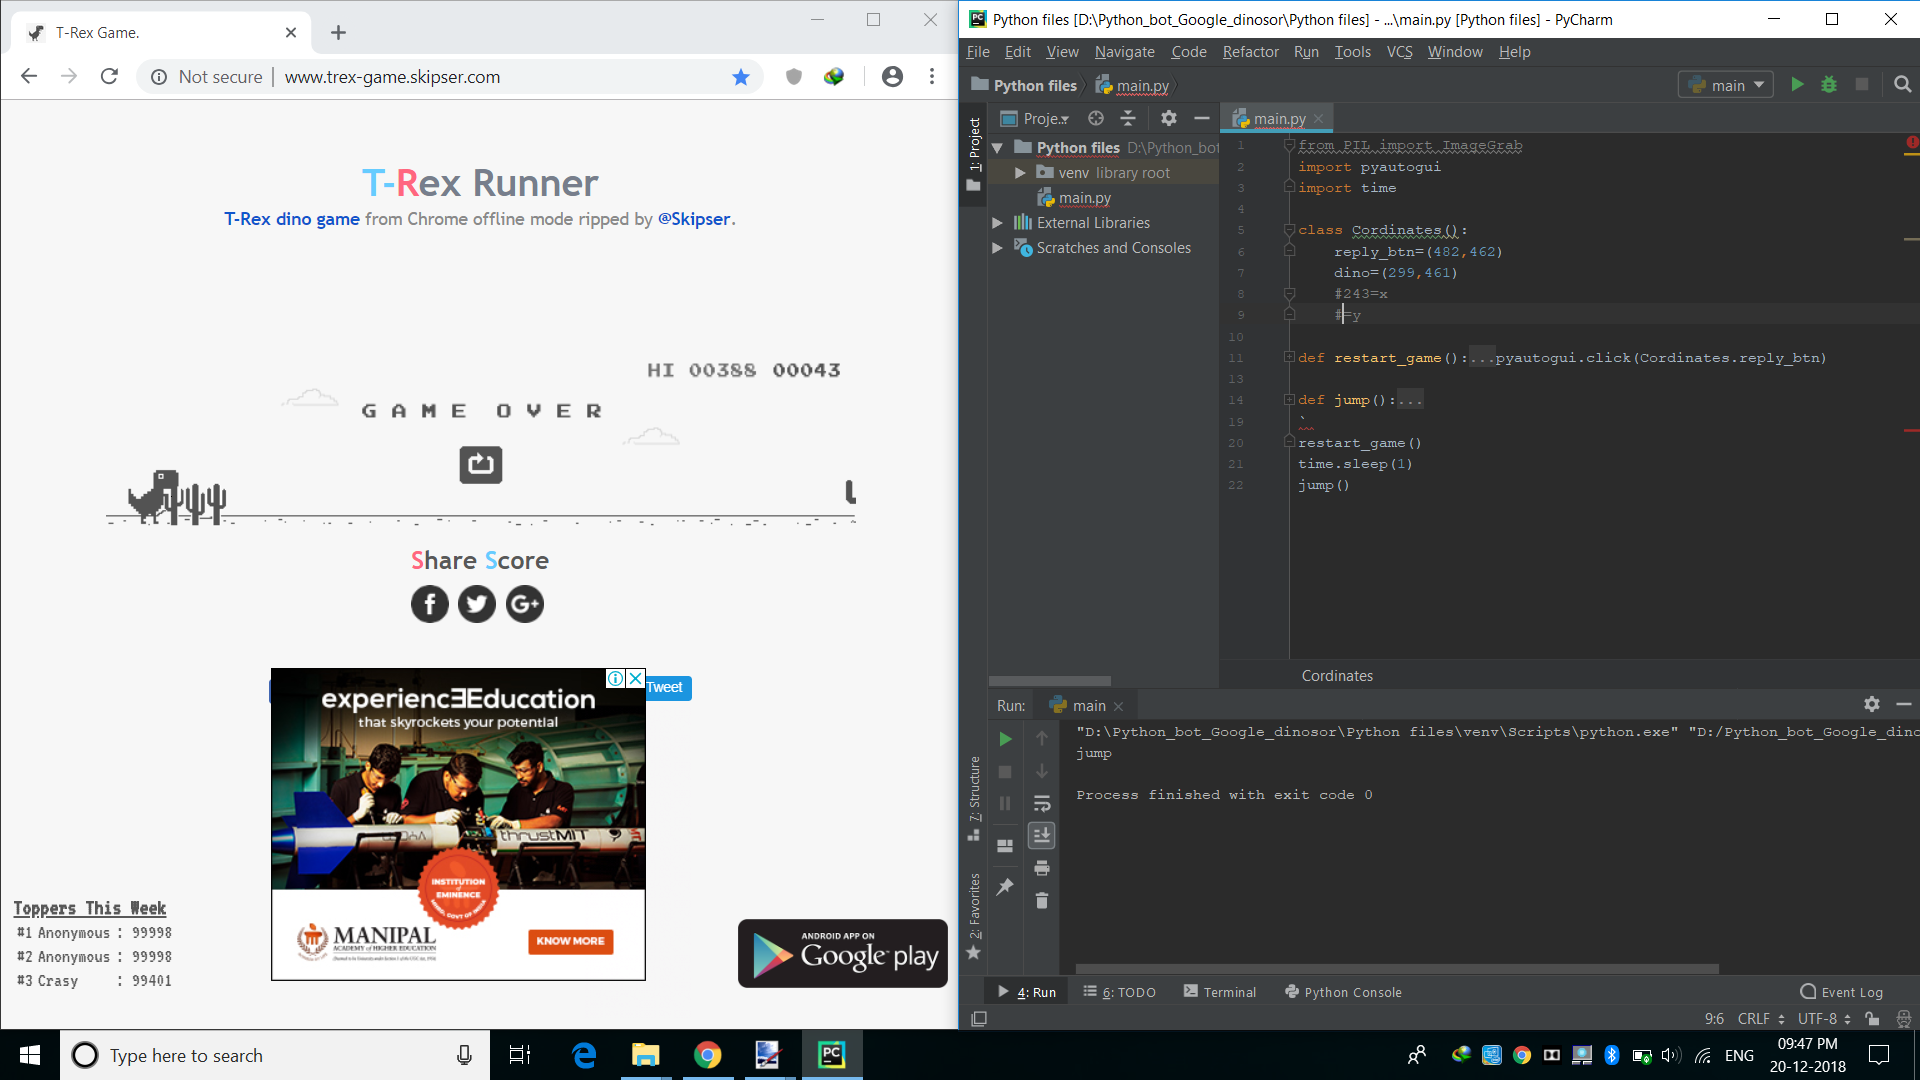 T-Rex Game.
Not secure | www.trex-game.skipser.com
T-Rex Runner
T-Rex dino game from Chrome offline mode ripped by @Skipser.
HI 00388 00043
GAME OVER
Share Score
Tweet
experiencEEducation
that skyrockets your potential
thrustMIT
INSTITUTION
of
EMINENCE
MANIPAL
ACADEMY of HIGHER EDUCATION
KNOW MORE
ANDROID APP ON
Google play
Toppers This Week
#1 Anonymous : 99998
#2 Anonymous : 99998
#3 Crasy : 99401
Python files [D:\Python_bot_Google_dinosor\Python files] - ...\main.py [Python files] - PyCharm
File Edit View Navigate Code Refactor Run Tools VCS Window Help
Python files main.py
main
1: Project
Proje..
main.py
Python files D:\Python_bot
venv library root
main.py
External Libraries
Scratches and Consoles
1 from PIL import ImageGrab
2 import pyautogui
3 import time
4
5 class Cordinates():
6 reply_btn=(482,462)
7 dino=(299,461)
8 #243=x
9 #=y
10
11 def restart_game():...pyautogui.click(Cordinates.reply_btn)
13
14 def jump():...
19 `
20 restart_game()
21 time.sleep(1)
22 jump()
Cordinates
Run: main
7: Structure
2: Favorites
"D:\Python_bot_Google_dinosor\Python files\venv\Scripts\python.exe" "D:/Python_bot_Google_dino
jump
Process finished with exit code 0
4: Run 6: TODO Terminal Python Console Event Log
9:6 CRLF UTF-8
Type here to search
ENG
09:47 PM
20-12-2018